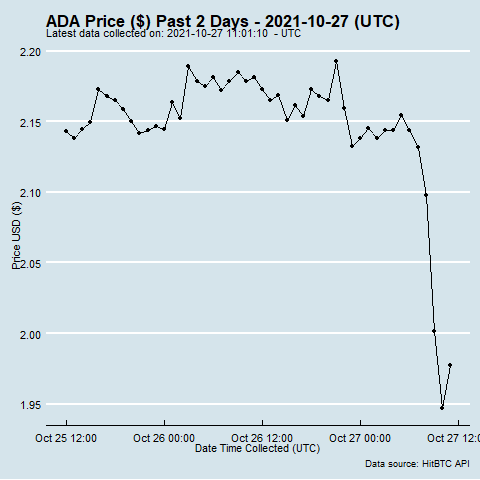 ADA Price ($) Past 2 Days - 2021-10-27 (UTC)
Latest data collected on: 2021-10-27 11:01:10 - UTC
2.20
2.15
2.10
2.05
2.00
1.95
Price USD ($)
Oct 25 12:00 Oct 26 00:00 Oct 26 12:00 Oct 27 00:00 Oct 27 12:
Date Time Collected (UTC)
Data source: HitBTC API